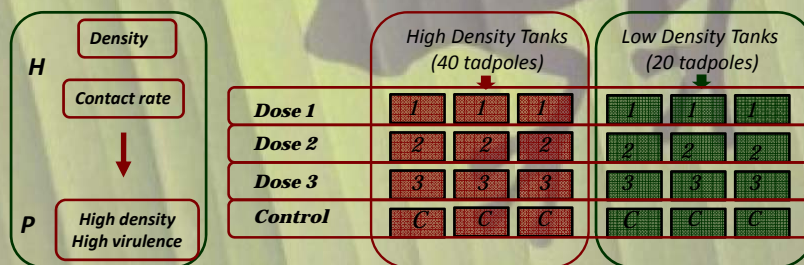 H
Density
Contact rate
P
High density
High virulence
High Density Tanks
(40 tadpoles)
Low Density Tanks
(20 tadpoles)
Dose 1
1 1 1
1 1 1
Dose 2
2 2 2
2 2 2
Dose 3
3 3 3
3 3 3
Control
C C C
C C C